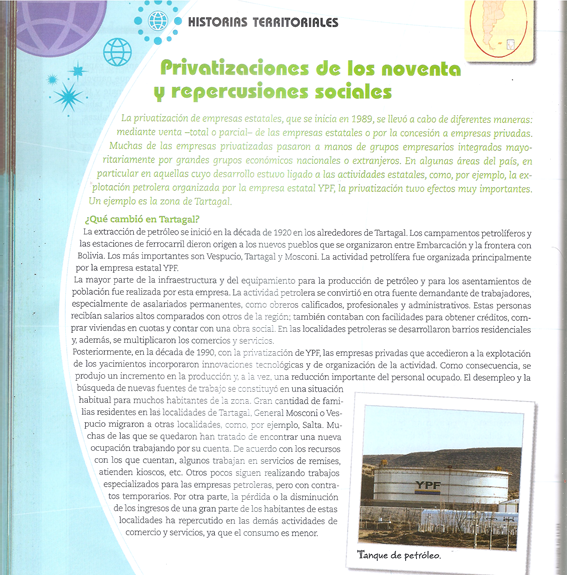 HISTORIAS TERRITORIALES
Privatizaciones de los noventa
y repercusiones sociales
La privatización de empresas estatales, que se inicia en 1989, se llevó a cabo de diferentes maneras:
mediante venta –total o parcial– de las empresas estatales o por la concesión a empresas privadas.
Muchas de las empresas privatizadas pasaron a manos de grupos empresarios integrados mayo-
ritariamente por grandes grupos económicos nacionales o extranjeros. En algunas áreas del país, en
particular en aquellas cuyo desarrollo estuvo ligado a las actividades estatales, como, por ejemplo, la ex-
plotación petrolera organizada por la empresa estatal YPF, la privatización tuvo efectos muy importantes.
Un ejemplo es la zona de Tartagal.
¿Qué cambió en Tartagal?
La extracción de petróleo se inició en la década de 1920 en los alrededores de Tartagal. Los campamentos petrolíferos y
las estaciones de ferrocarril dieron origen a los nuevos pueblos que se organizaron entre Embarcación y la frontera con
Bolivia. Los más importantes son Vespucio, Tartagal y Mosconi. La actividad petrolífera fue organizada principalmente
por la empresa estatal YPF.
La mayor parte de la infraestructura y del equipamiento para la producción de petróleo y para los asentamientos de
población fue realizada por esta empresa. La actividad petrolera se convirtió en otra fuente demandante de trabajadores,
especialmente de asalariados permanentes, como obreros calificados, profesionales y administrativos. Estas personas
recibían salarios altos comparados con otros de la región; también contaban con facilidades para obtener créditos, com-
prar viviendas en cuotas y contar con una obra social. En las localidades petroleras se desarrollaron barrios residenciales
y, además, se multiplicaron los comercios y servicios.
Posteriormente, en la década de 1990, con la privatización de YPF, las empresas privadas que accedieron a la explotación
de los yacimientos incorporaron innovaciones tecnológicas y de organización de la actividad. Como consecuencia, se
produjo un incremento en la producción y, a la vez, una reducción importante del personal ocupado. El desempleo y la
búsqueda de nuevas fuentes de trabajo se constituyó en una situación
habitual para muchos habitantes de la zona. Gran cantidad de fami-
lias residentes en las localidades de Tartagal, General Mosconi o Ves-
pucio migraron a otras localidades, como, por ejemplo, Salta. Mu-
chas de las que se quedaron han tratado de encontrar una nueva
ocupación trabajando por su cuenta. De acuerdo con los recursos
con los que cuentan, algunos trabajan en servicios de remises,
atienden kioscos, etc. Otros pocos siguen realizando trabajos
especializados para las empresas petroleras, pero con contra-
tos temporarios. Por otra parte, la pérdida o la disminución
de los ingresos de una gran parte de los habitantes de estas
localidades ha repercutido en las demás actividades de
comercio y servicios, ya que el consumo es menor.
YPF
Tanque de petróleo.